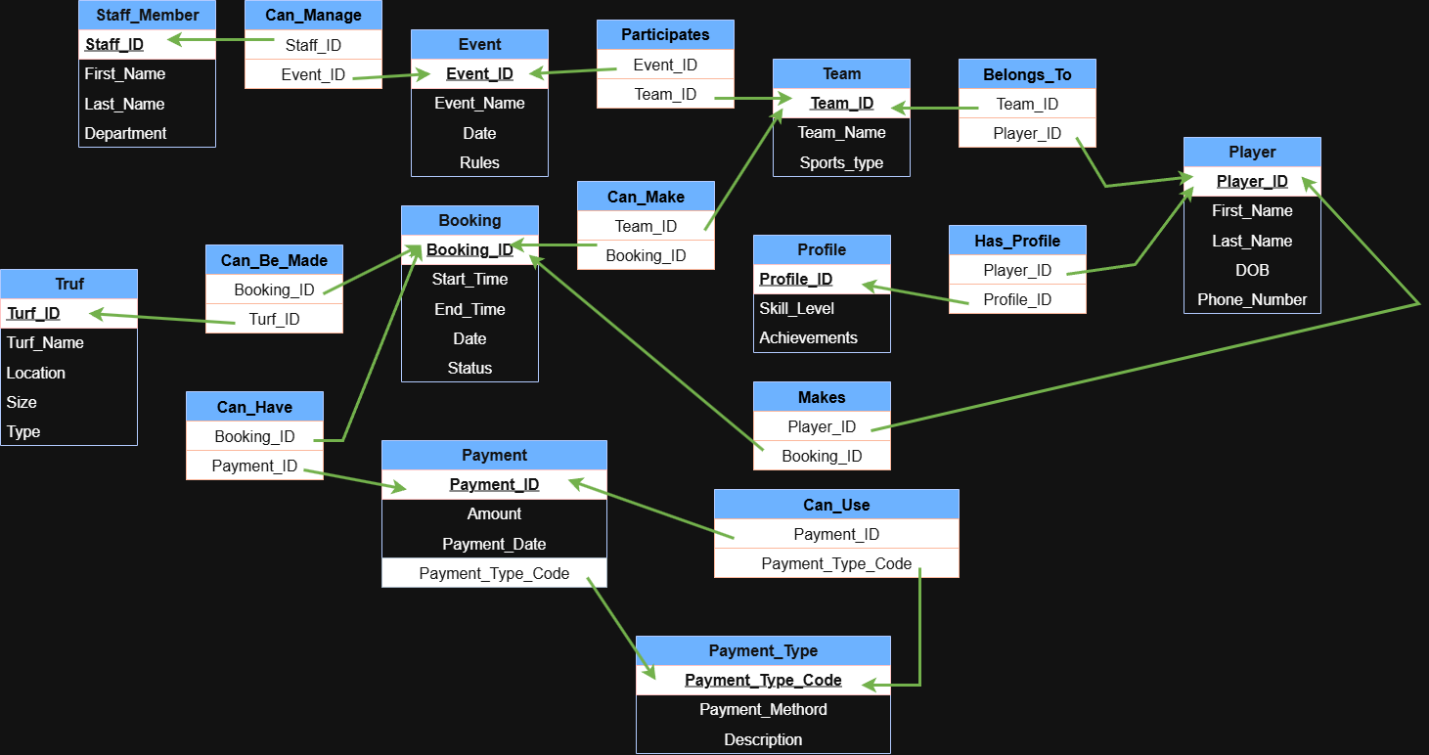 Staff_Member
Staff_ID
First_Name
Last_Name
Department
Can_Manage
Staff_ID
Event_ID
Event
Event_ID
Event_Name
Date
Rules
Participates
Event_ID
Team_ID
Team
Team_ID
Team_Name
Sports_type
Belongs_To
Team_ID
Player_ID
Player
Player_ID
First_Name
Last_Name
DOB
Phone_Number
Can_Make
Team_ID
Booking_ID
Booking
Booking_ID
Start_Time
End_Time
Date
Status
Has_Profile
Player_ID
Profile_ID
Profile
Profile_ID
Skill_Level
Achievements
Can_Be_Made
Booking_ID
Turf_ID
Truf
Turf_ID
Turf_Name
Location
Size
Type
Makes
Player_ID
Booking_ID
Can_Have
Booking_ID
Payment_ID
Payment
Payment_ID
Amount
Payment_Date
Payment_Type_Code
Can_Use
Payment_ID
Payment_Type_Code
Payment_Type
Payment_Type_Code
Payment_Methord
Description